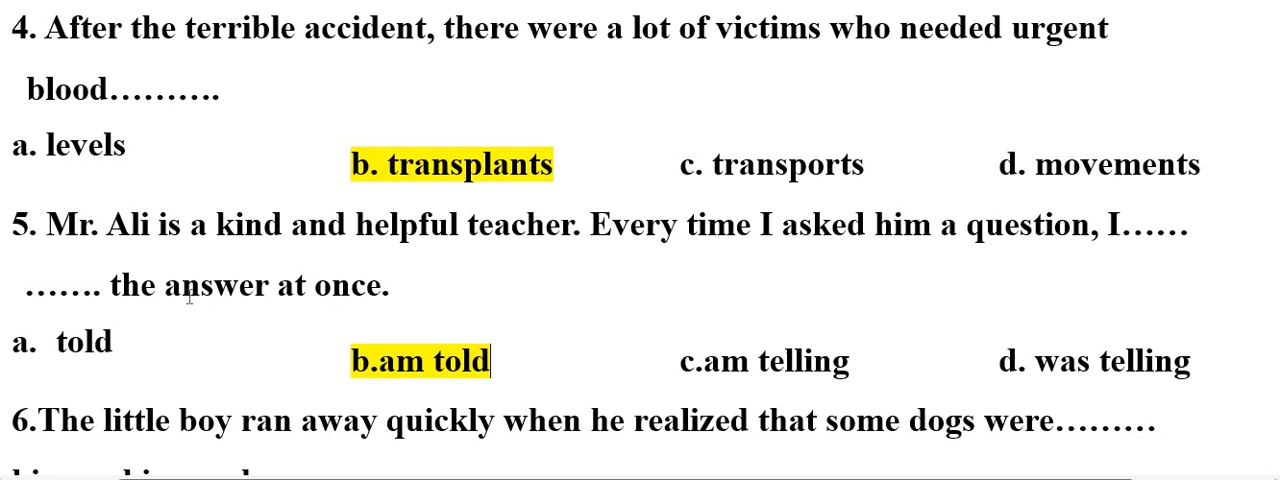 4. After the terrible accident, there were a lot of victims who needed urgent
blood……….
a. levels b. transplants c. transports d. movements
5. Mr. Ali is a kind and helpful teacher. Every time I asked him a question, I……
……. the answer at once.
a. told b.am told c.am telling d. was telling
6.The little boy ran away quickly when he realized that some dogs were………